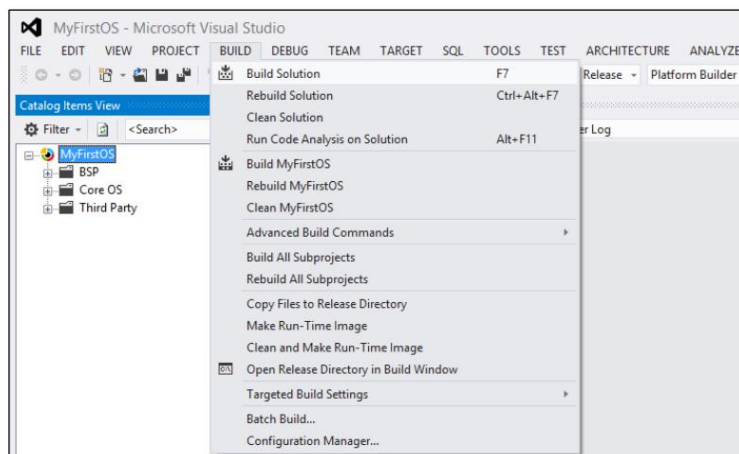 MyFirstOS - Microsoft Visual Studio
FILE EDIT VIEW PROJECT BUILD DEBUG TEAM TARGET SQL TOOLS TEST ARCHITECTURE ANALYZE
Release Platform Builder
Catalog Items View
Filter <Search> er Log
MyFirstOS
BSP
Core OS
Third Party
Build Solution F7
Rebuild Solution Ctrl+Alt+F7
Clean Solution
Run Code Analysis on Solution Alt+F11
Build MyFirstOS
Rebuild MyFirstOS
Clean MyFirstOS
Advanced Build Commands
Build All Subprojects
Rebuild All Subprojects
Copy Files to Release Directory
Make Run-Time Image
Clean and Make Run-Time Image
Open Release Directory in Build Window
Targeted Build Settings
Batch Build...
Configuration Manager...